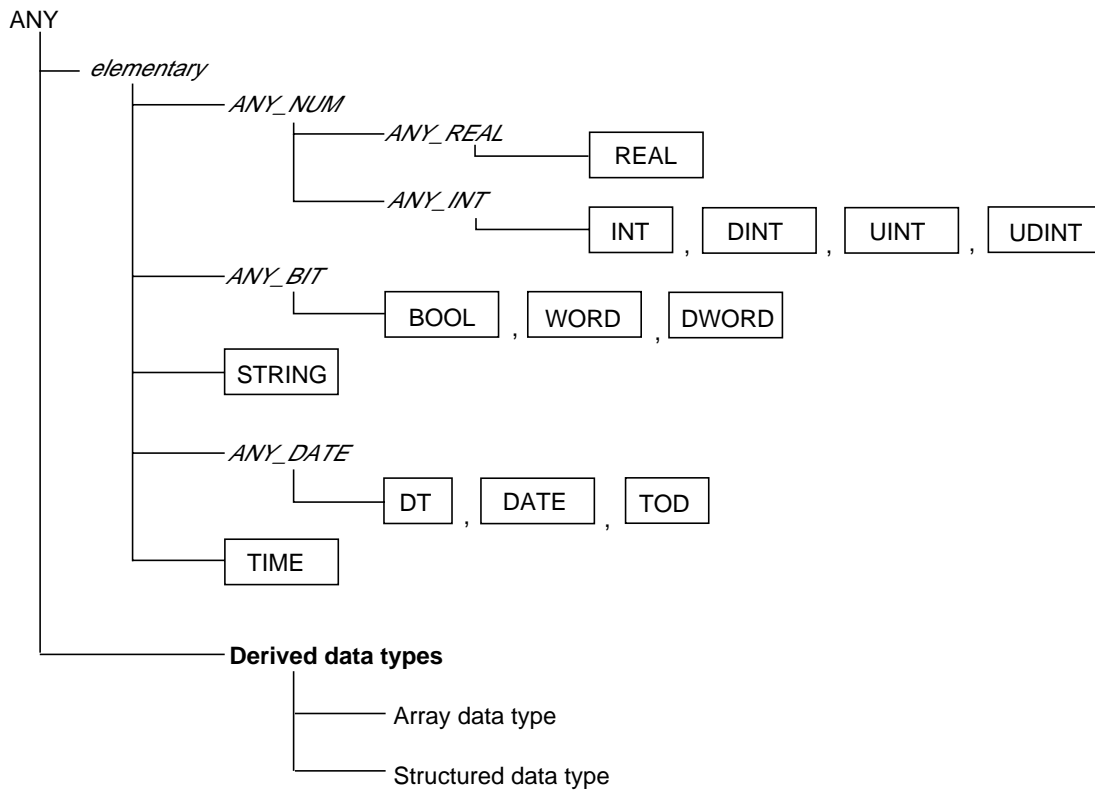 ANY
elementary
ANY_NUM
ANY_REAL
REAL
ANY_INT
INT , DINT , UINT , UDINT
ANY_BIT
BOOL , WORD , DWORD
STRING
ANY_DATE
DT , DATE , TOD
TIME
Derived data types
Array data type
Structured data type